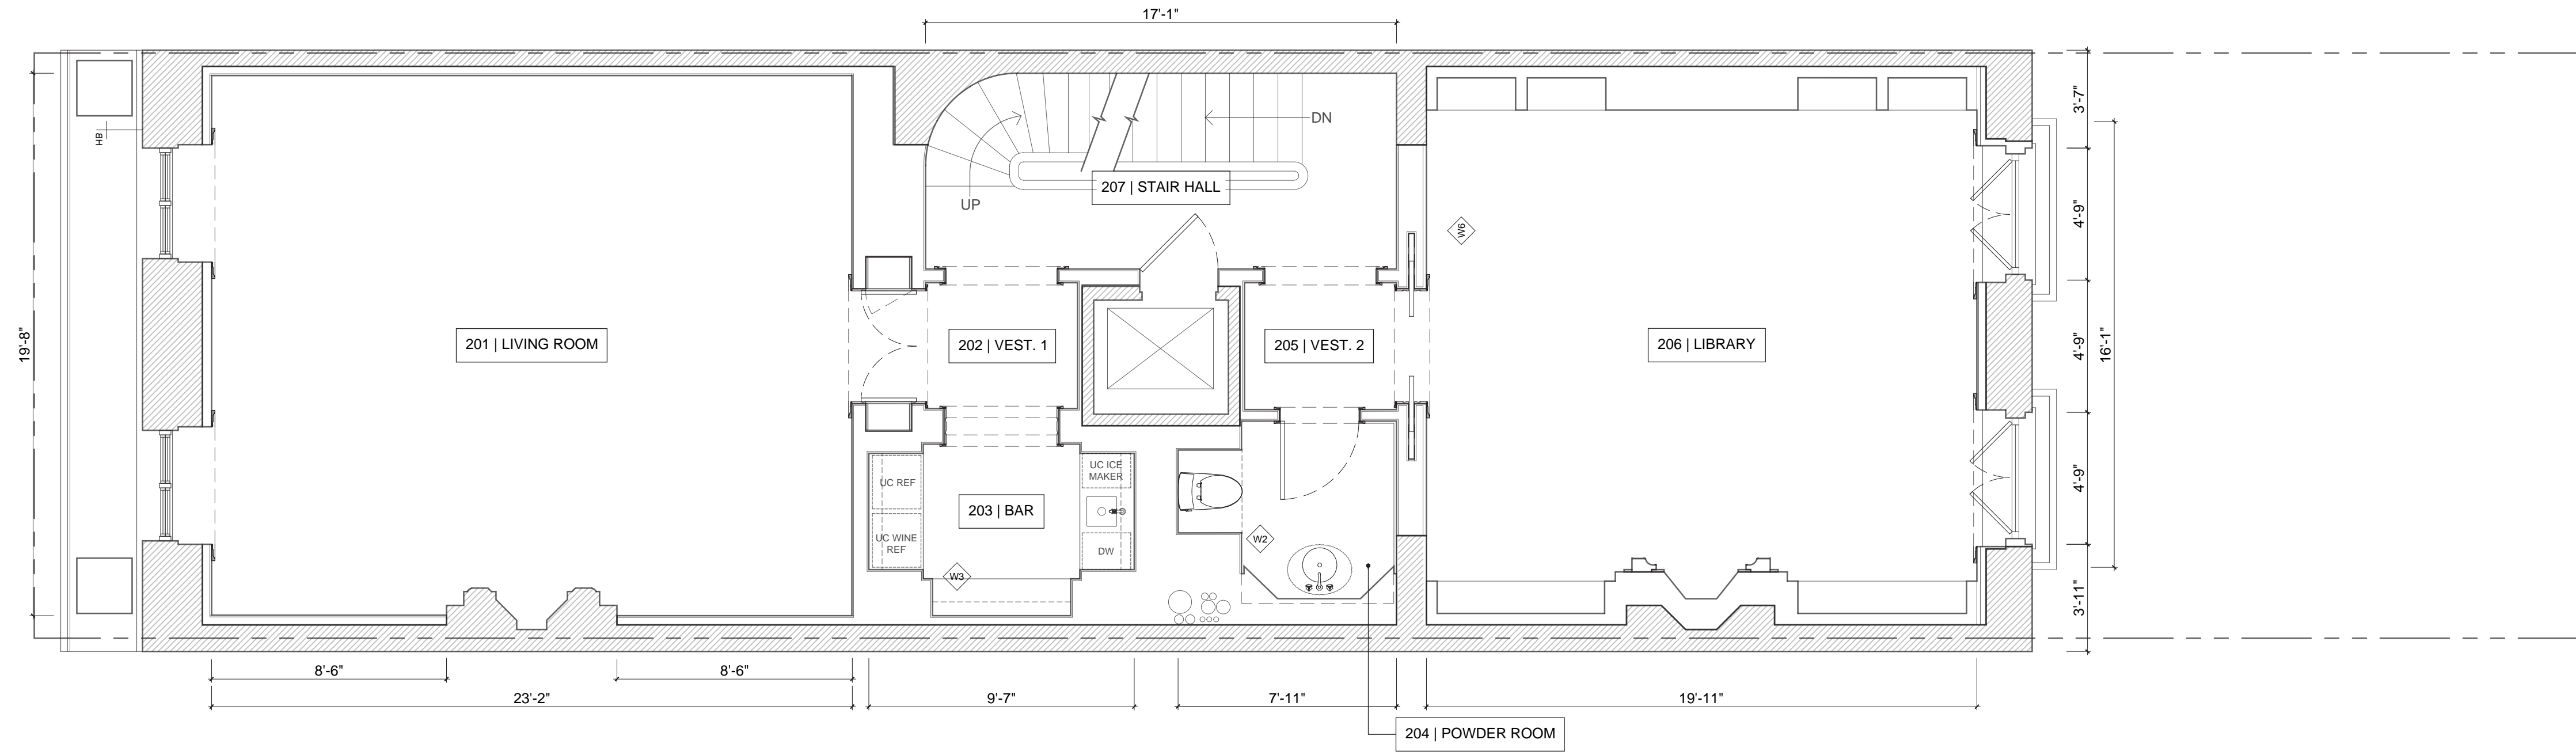 17'-1"
3'-7"
HB
DN
207 | STAIR HALL
UP
4'-9"
W6
19'-8"
201 | LIVING ROOM
202 | VEST. 1
205 | VEST. 2
206 | LIBRARY
4'-9"
16'-1"
UC REF
UC ICE
MAKER
4'-9"
203 | BAR
UC WINE
REF
DW
W2
W3
3'-11"
8'-6"
8'-6"
23'-2"
9'-7"
7'-11"
19'-11"
204 | POWDER ROOM